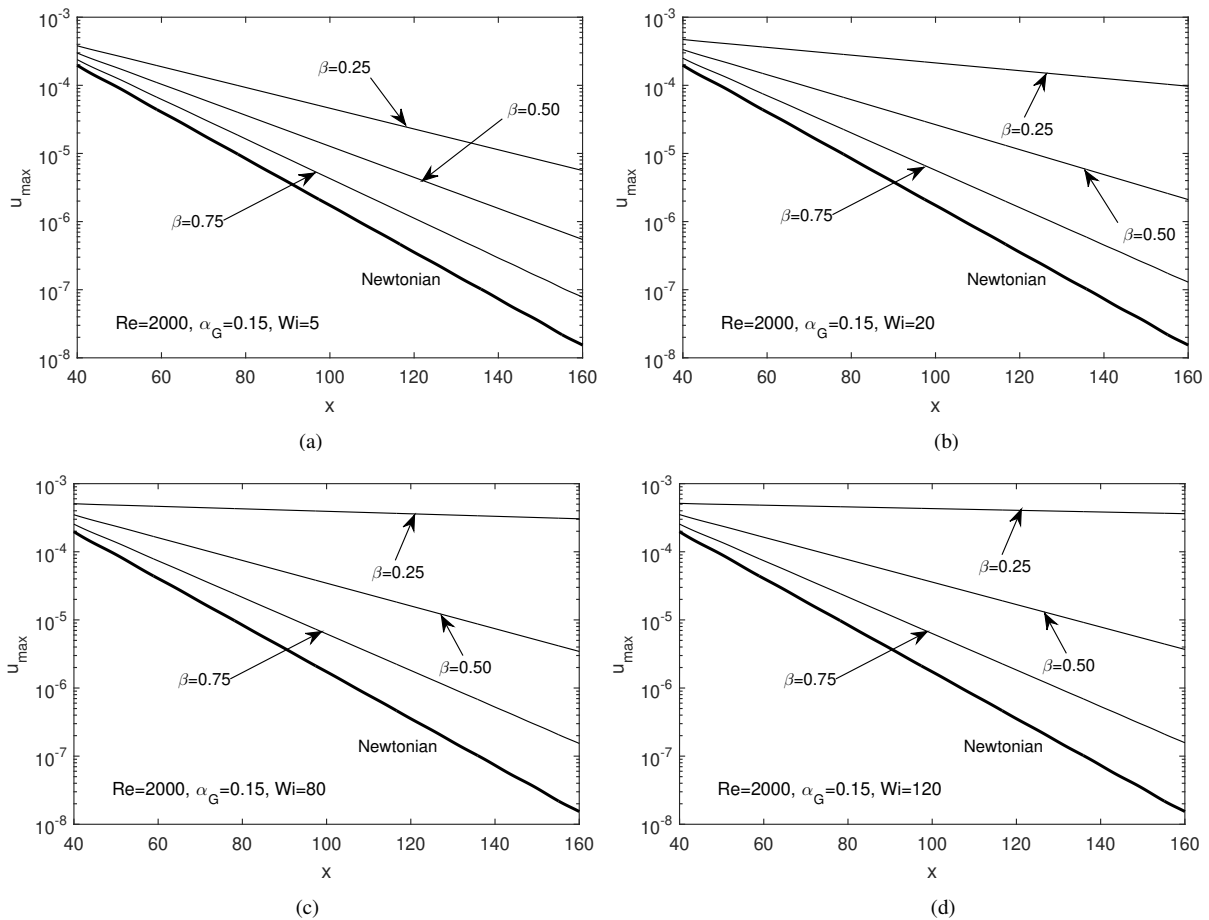 10^-3
10^-4
10^-5
10^-6
10^-7
10^-8
u_max
β=0.25
β=0.50
β=0.75
Newtonian
Re=2000, α_G=0.15, Wi=5
40 60 80 100 120 140 160
x
(a)
10^-3
10^-4
10^-5
10^-6
10^-7
10^-8
u_max
β=0.25
β=0.75
β=0.50
Newtonian
Re=2000, α_G=0.15, Wi=20
40 60 80 100 120 140 160
x
(b)
10^-3
10^-4
10^-5
10^-6
10^-7
10^-8
u_max
β=0.25
β=0.50
β=0.75
Newtonian
Re=2000, α_G=0.15, Wi=80
40 60 80 100 120 140 160
x
(c)
10^-3
10^-4
10^-5
10^-6
10^-7
10^-8
u_max
β=0.25
β=0.50
β=0.75
Newtonian
Re=2000, α_G=0.15, Wi=120
40 60 80 100 120 140 160
x
(d)